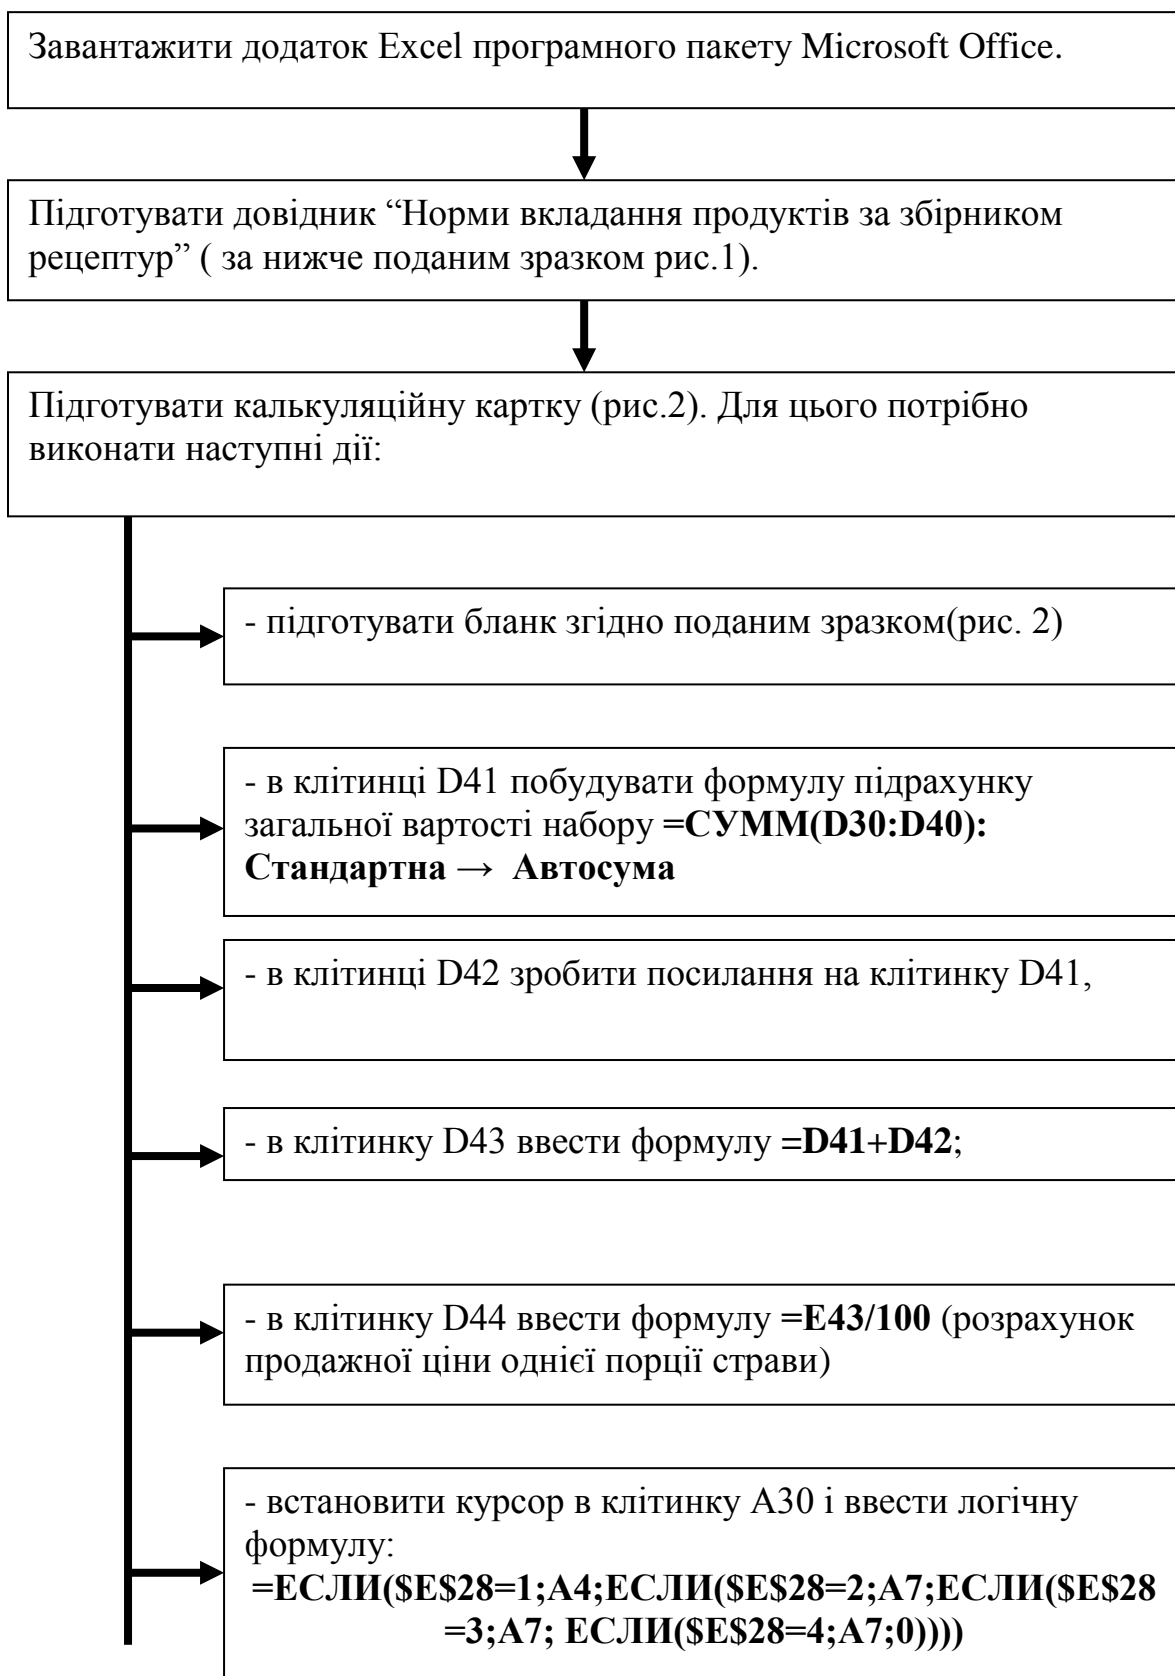 Завантажити додаток Excel програмного пакету Microsoft Office.
Підготувати довідник “Норми вкладання продуктів за збірником
рецептур” ( за нижче поданим зразком рис.1).
Підготувати калькуляційну картку (рис.2). Для цього потрібно
виконати наступні дії:
- підготувати бланк згідно поданим зразком(рис. 2)
- в клітинці D41 побудувати формулу підрахунку
загальної вартості набору =СУММ(D30:D40):
Стандартна → Автосума
- в клітинці D42 зробити посилання на клітинку D41,
- в клітинку D43 ввести формулу =D41+D42;
- в клітинку D44 ввести формулу =E43/100 (розрахунок
продажної ціни однієї порції страви)
- встановити курсор в клітинку А30 і ввести логічну
формулу:
=ЕСЛИ($E$28=1;A4;ЕСЛИ($E$28=2;A7;ЕСЛИ($E$28
=3;A7; ЕСЛИ($E$28=4;A7;0))))